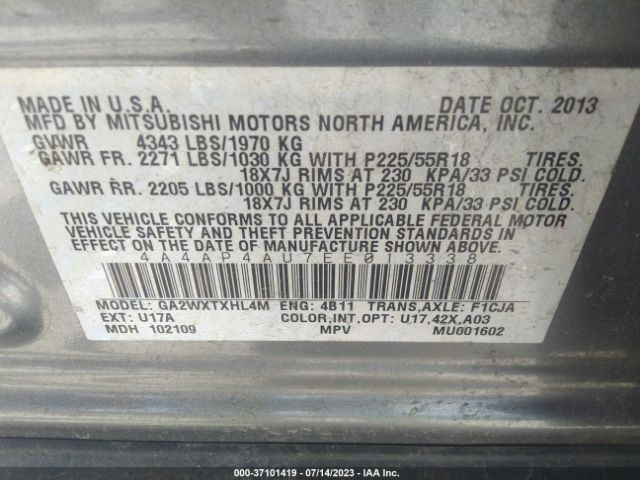 MADE IN U.S.A. DATE OCT. 2013
MFD BY MITSUBISHI MOTORS NORTH AMERICA, INC.
GVWR 4343 LBS/1970 KG
GAWR FR. 2271 LBS/1030 KG WITH P225/55R18 TIRES.
18X7J RIMS AT 230 KPA/33 PSI COLD.
GAWR RR. 2205 LBS/1000 KG WITH P225/55R18 TIRES.
18X7J RIMS AT 230 KPA/33 PSI COLD.
THIS VEHICLE CONFORMS TO ALL APPLICABLE FEDERAL MOTOR
VEHICLE SAFETY AND THEFT PREVENTION STANDARDS IN
EFFECT ON THE DATE OF MANUFACTURE SHOWN ABOVE.
4A4AP4AU7EE013338
MODEL: GA2WXTXHL4M ENG: 4B11 TRANS,AXLE: F1CJA
EXT: U17A COLOR,INT,OPT: U17,42X,A03
MDH 102109 MPV MU001602
000-37101419 - 07/14/2023 - IAA Inc.